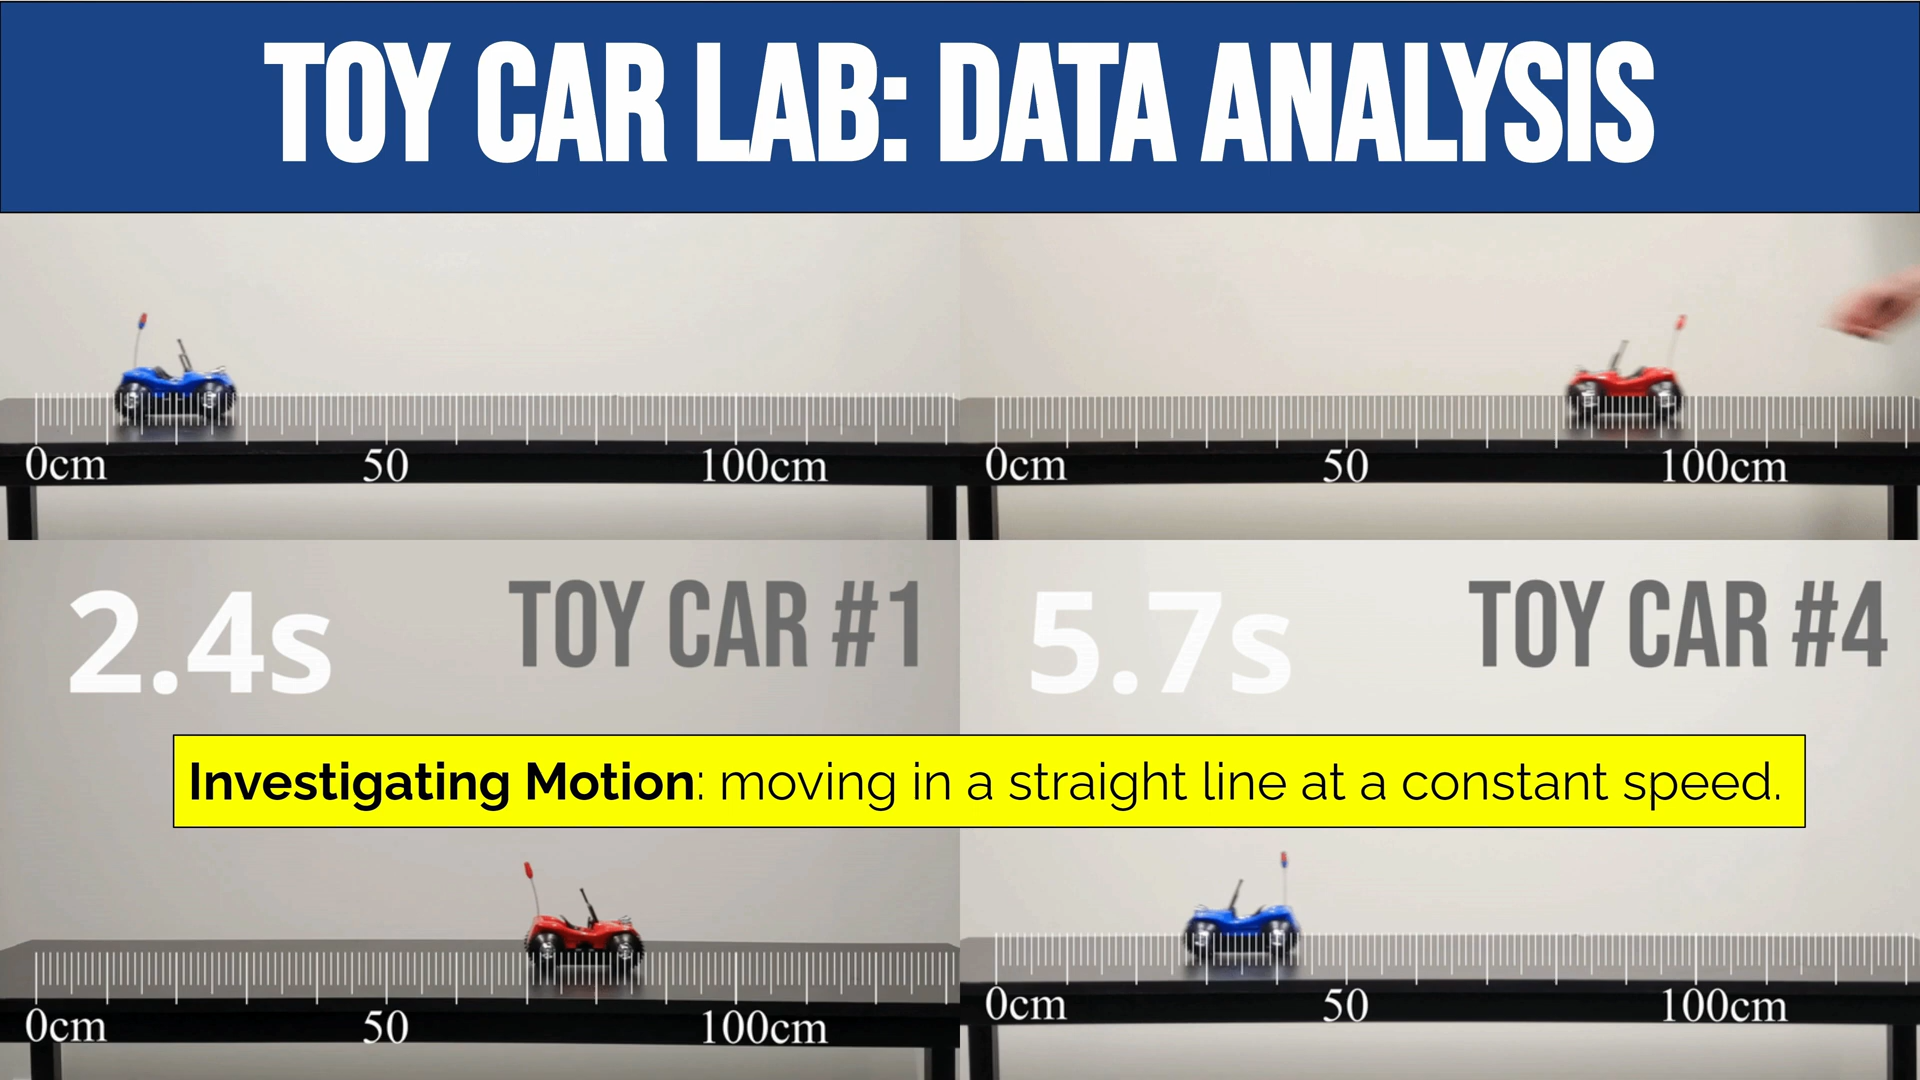 TOY CAR LAB: DATA ANALYSIS
0cm 50 100cm
0cm 50 100cm
2.4s TOY CAR #1
5.7s TOY CAR #4
Investigating Motion: moving in a straight line at a constant speed.
0cm 50 100cm
0cm 50 100cm